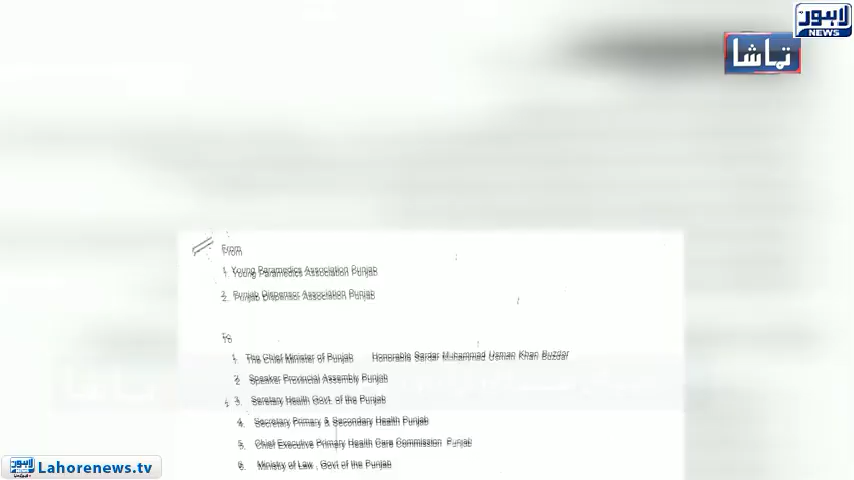 لاہور
NEWS
تماشا
From
1. Young Paramedics Association Punjab
2. Punjab Dispensor Association Punjab
To
1. The Chief Minister of Punjab Honorable Sardar Muhammad Usman Khan Buzdar
2. Speaker Provincial Assembly Punjab
3. Seretary Health Govt. of the Punjab
4. Secretary Primary & Secondary Health Punjab
5. Chief Executive Primary Health Care Commission Punjab
6. Ministry of Law , Govt of the Punjab
لاہور
Lahorenews.tv